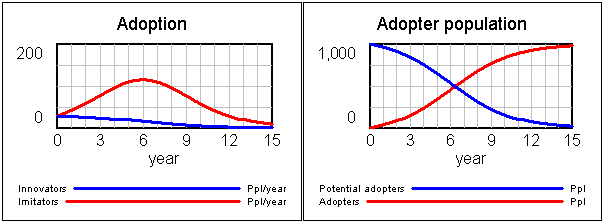 Adoption
200
0
0 3 6 9 12 15
year
Innovators Ppl/year
Imitators Ppl/year
Adopter population
1,000
0
0 3 6 9 12 15
year
Potential adopters Ppl
Adopters Ppl